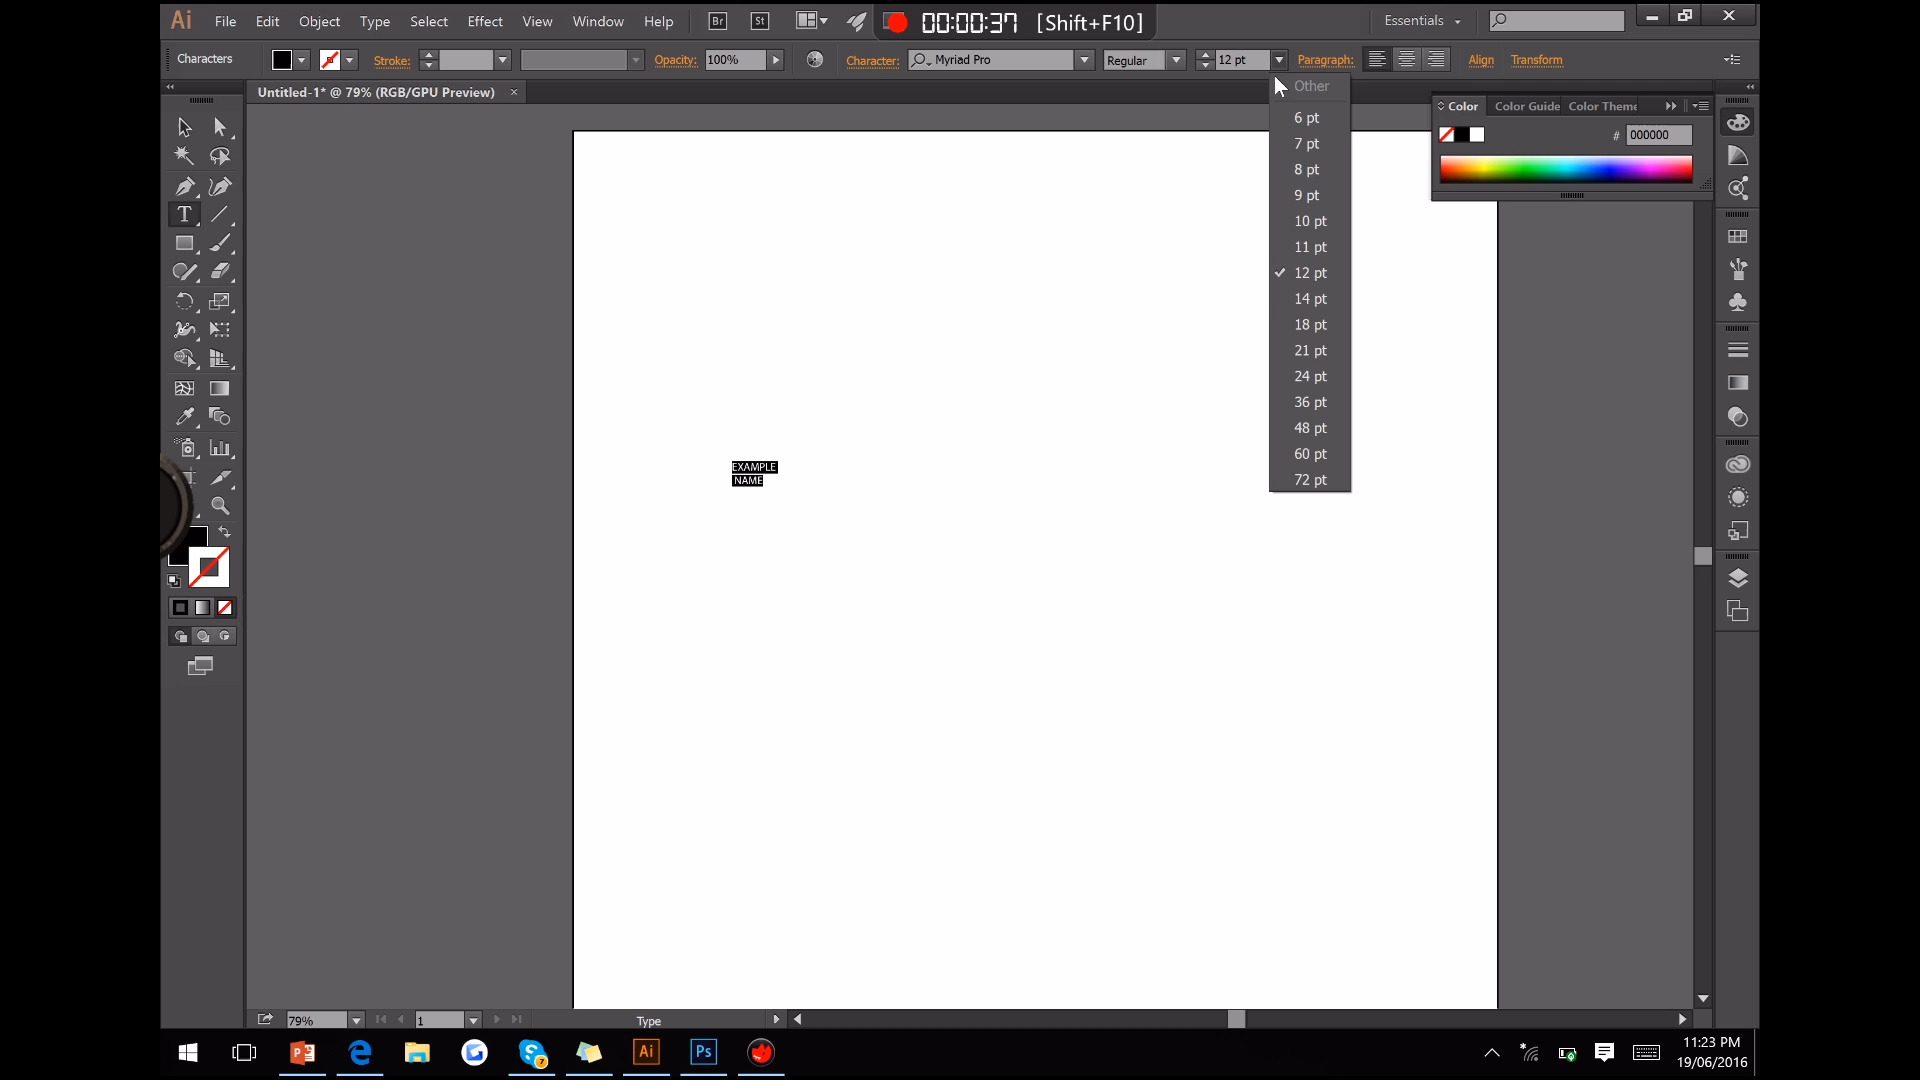 Ai File Edit Object Type Select Effect View Window Help Br St 00:00:37 [Shift+F10] Essentials
Characters Stroke: Opacity: 100% Character: Myriad Pro Regular 12 pt Paragraph: Align Transform
Untitled-1* @ 79% (RGB/GPU Preview) ×
Other
6 pt
7 pt
8 pt
9 pt
10 pt
11 pt
12 pt
14 pt
18 pt
21 pt
24 pt
36 pt
48 pt
60 pt
72 pt
Color Color Guide Color Theme
# 000000
T
EXAMPLE
NAME
79% 1 Type
7 Ai Ps
11:23 PM
19/06/2016